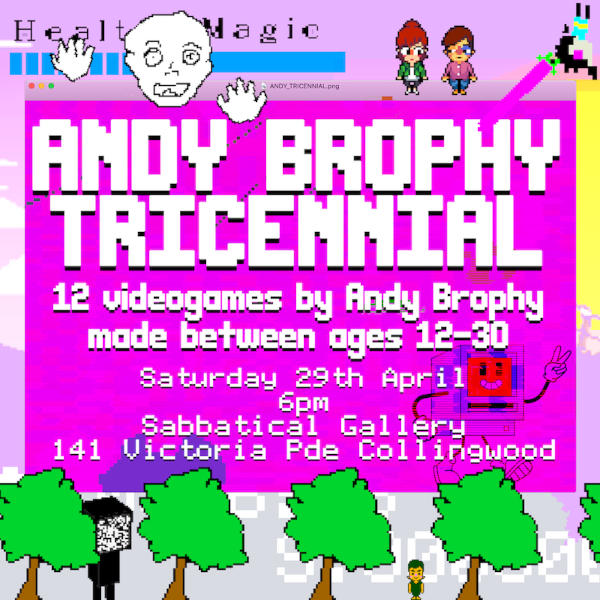 Health Magic
ANDY_TRICENNIAL.png
ANDY BROPHY
TRICENNIAL
12 videogames by Andy Brophy
made between ages 12-30
Saturday 29th April
6pm
Sabbatical Gallery
141 Victoria Pde Collingwood